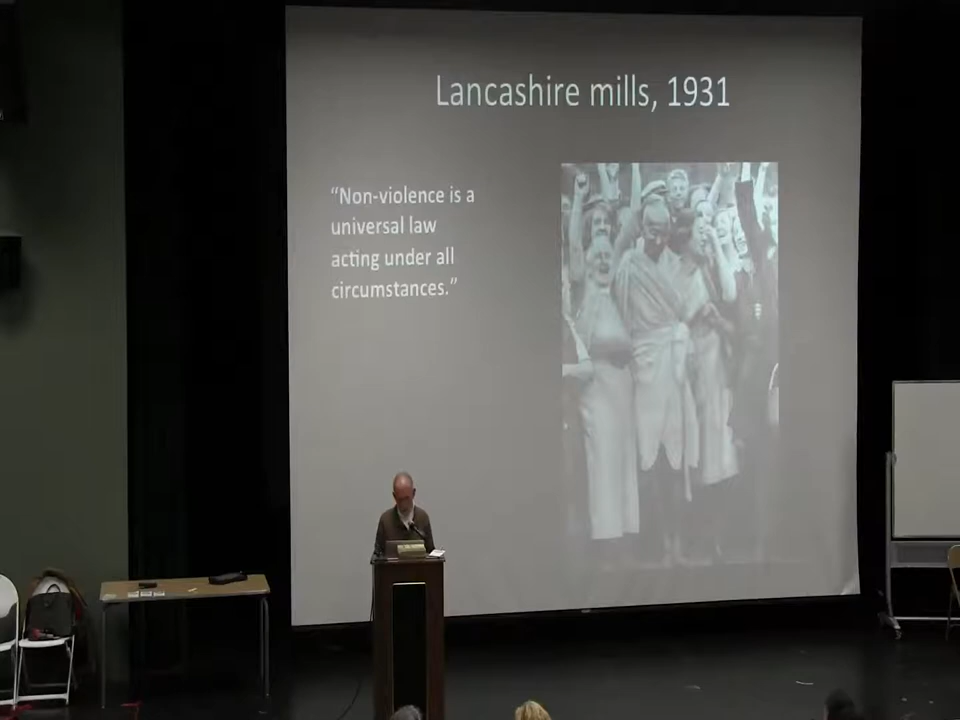 Lancashire mills, 1931
“Non-violence is a
universal law
acting under all
circumstances.”